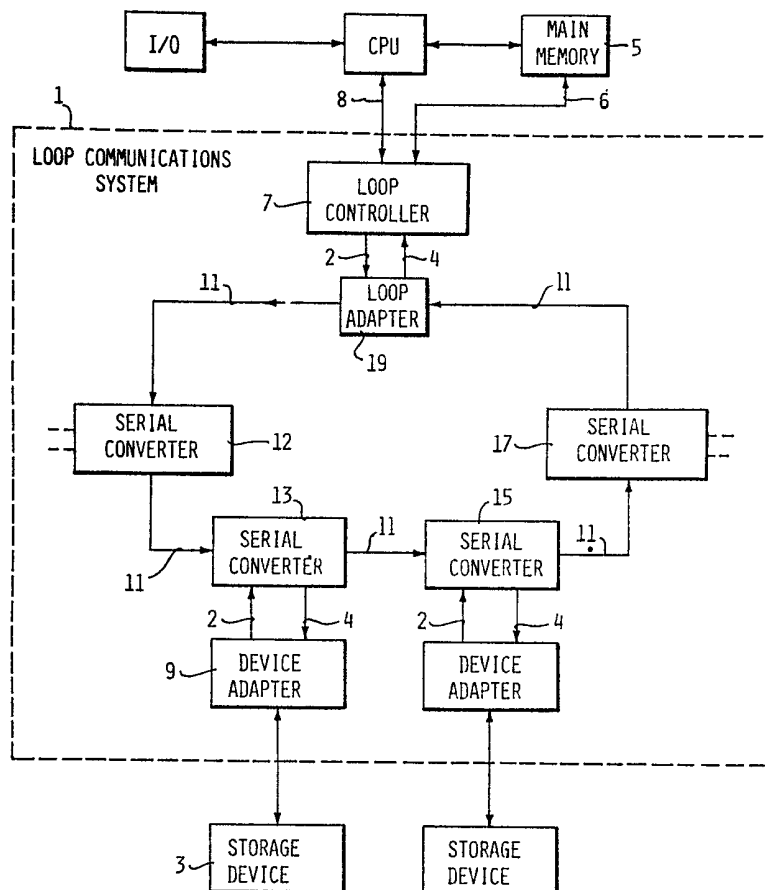 I/O
CPU
MAIN
MEMORY
5
8
6
1
LOOP COMMUNICATIONS
SYSTEM
7
LOOP
CONTROLLER
2
4
11
11
LOOP
ADAPTER
19
SERIAL
CONVERTER
12
17
SERIAL
CONVERTER
13
15
11
SERIAL
CONVERTER
11
SERIAL
CONVERTER
11
2
4
2
4
9
DEVICE
ADAPTER
DEVICE
ADAPTER
3
STORAGE
DEVICE
STORAGE
DEVICE